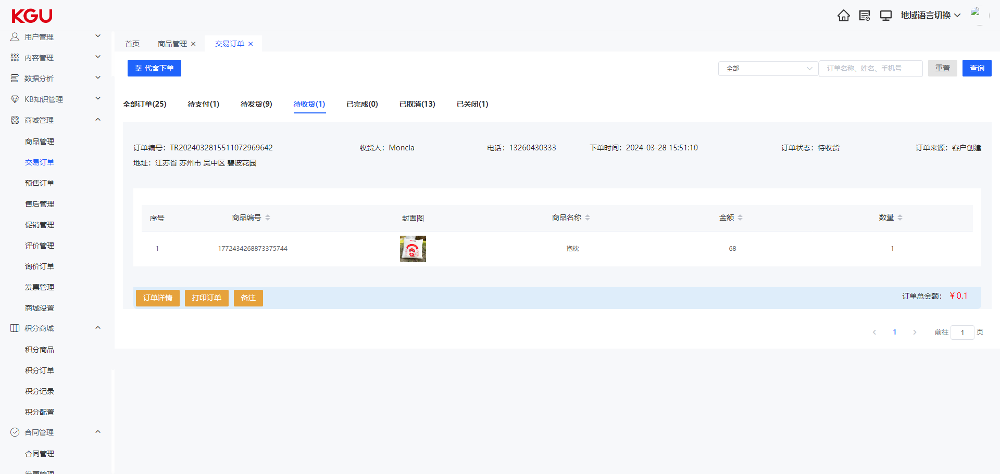 KGU
地域语言切换
用户管理
内容管理
数据分析
KB知识管理
商城管理
商品管理
交易订单
预售订单
售后管理
促销管理
评价管理
询价订单
发票管理
商城设置
积分商城
积分商品
积分订单
积分记录
积分配置
合同管理
合同管理
发票管理
首页 商品管理 交易订单
代客下单 全部 订单名称、姓名、手机号 重置 查询
全部订单(25) 待支付(1) 待发货(9) 待收货(1) 已完成(0) 已取消(13) 已关闭(1)
订单编号：TR2024032815511072969642 收货人：Moncia 电话：13260430333 下单时间：2024-03-28 15:51:10 订单状态：待收货 订单来源：客户创建
地址：江苏省 苏州市 吴中区 碧波花园
序号 商品编号 封面图 商品名称 金额 数量
1 1772434268873375744 抱枕 68 1
订单详情 打印订单 备注 订单总金额： ¥ 0.1
1 前往 1 页